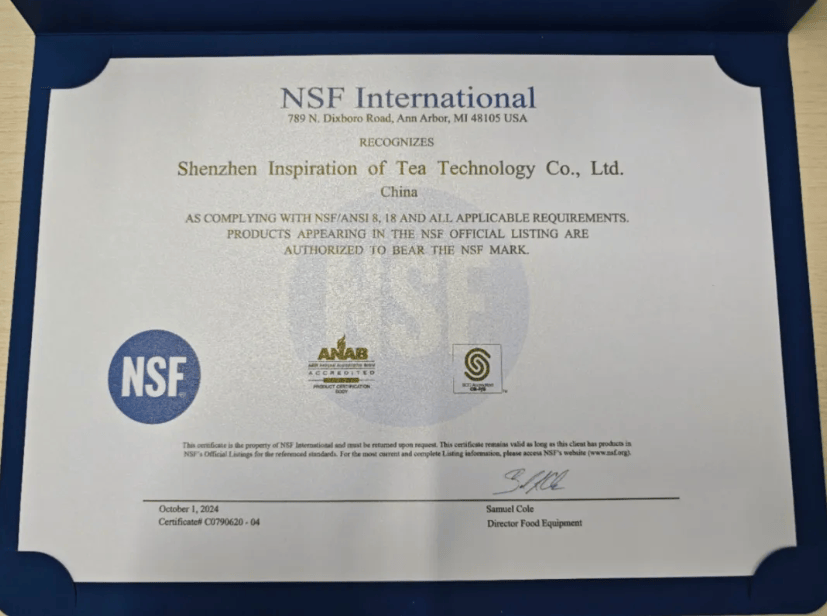 NSF International
789 N. Dixboro Road, Ann Arbor, MI 48105 USA
RECOGNIZES
Shenzhen Inspiration of Tea Technology Co., Ltd.
China
AS COMPLYING WITH NSF/ANSI 8, 18 AND ALL APPLICABLE REQUIREMENTS.
PRODUCTS APPEARING IN THE NSF OFFICIAL LISTING ARE
AUTHORIZED TO BEAR THE NSF MARK.
NSF
NSF
ANAB
ACCREDITED
PRODUCT CERTIFICATION
BODY
SCC Accreditation
This certificate is the property of NSF International and must be returned upon request. This certificate remains valid as long as this client has products in
NSF's Official Listings for the referenced standards. For the most current and complete Listing information, please access NSF's website (www.nsf.org).
October 1, 2024
Certificate# C0790620 - 04
Samuel Cole
Director Food Equipment